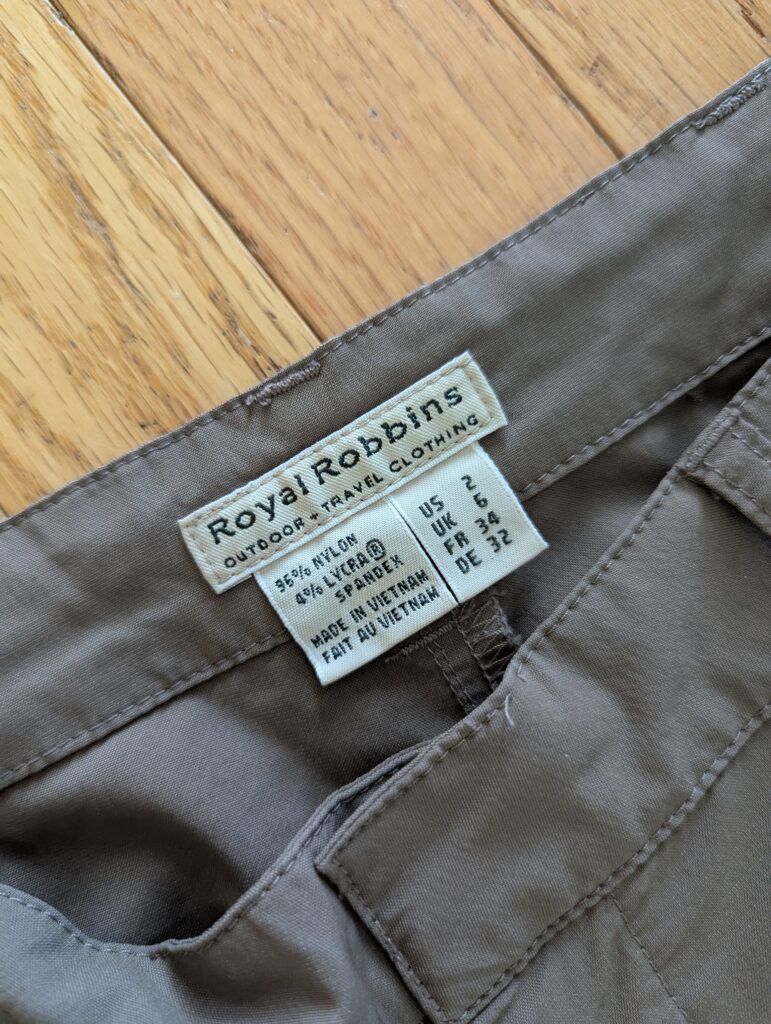 Royal Robbins
OUTDOOR + TRAVEL CLOTHING
96% NYLON
4% LYCRA®
SPANDEX
MADE IN VIETNAM
FAIT AU VIETNAM
US 2
UK 6
FR 34
DE 32